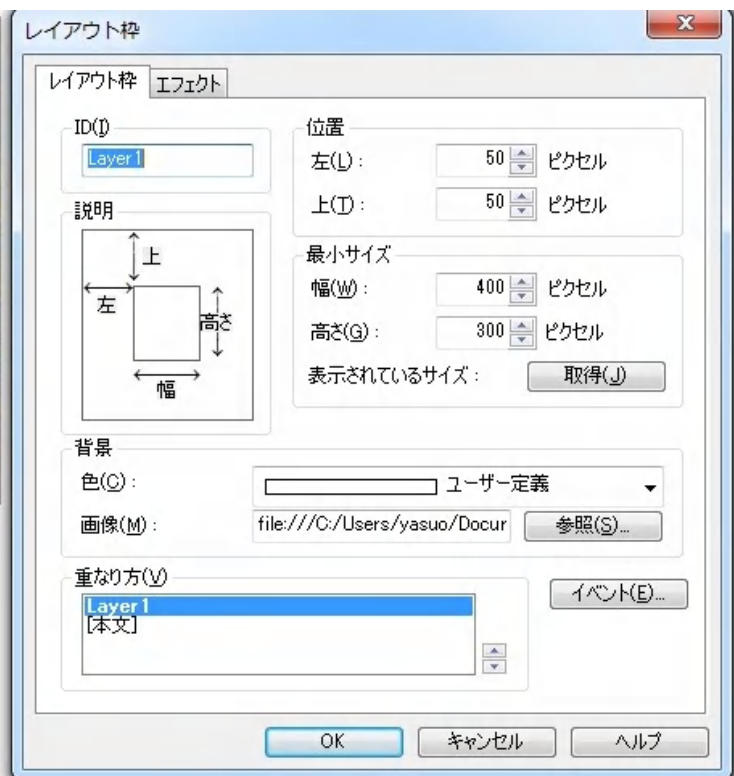 レイアウト枠
レイアウト枠 エフェクト
ID(I)
Layer1
説明
上
左
高さ
幅
位置
左(L): 50 ピクセル
上(T): 50 ピクセル
最小サイズ
幅(W): 400 ピクセル
高さ(G): 300 ピクセル
表示されているサイズ: 取得(J)
背景
色(C): ユーザー定義
画像(M): file:///C:/Users/yasuo/Docur 参照(S)...
重なり方(V)
Layer1
[本文]
イベント(E)...
OK キャンセル ヘルプ